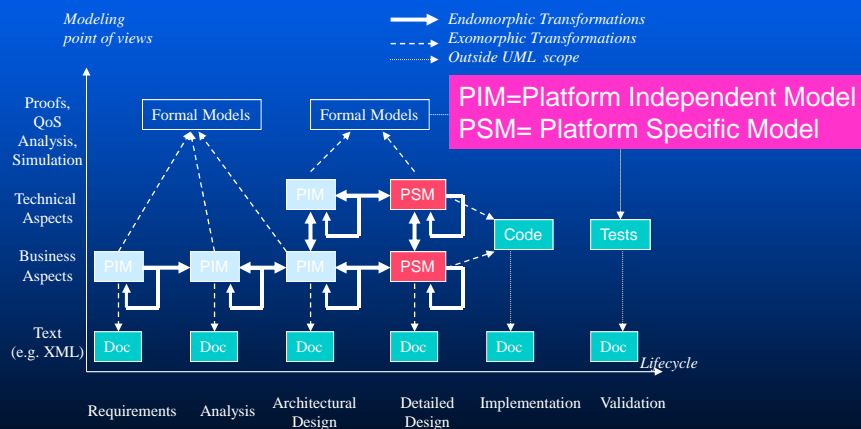 Modeling
point of views
Endomorphic Transformations
Exomorphic Transformations
Outside UML scope
PIM=Platform Independent Model
PSM= Platform Specific Model
Proofs,
QoS
Analysis,
Simulation
Formal Models
Formal Models
Technical
Aspects
PIM
PSM
Code
Tests
Business
Aspects
PIM
PIM
PIM
PSM
Text
(e.g. XML)
Doc
Doc
Doc
Doc
Doc
Doc
Lifecycle
Requirements
Analysis
Architectural
Design
Detailed
Design
Implementation
Validation